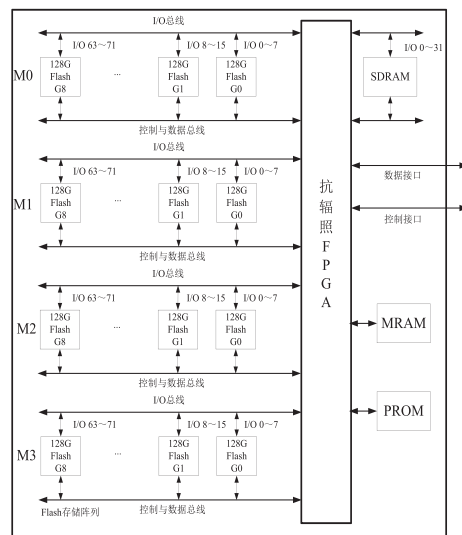 I/O总线
I/O 63～71 I/O 8～15 I/O 0～7
M0
128G Flash G8
...
128G Flash G1
128G Flash G0
控制与数据总线
I/O总线
I/O 63～71 I/O 8～15 I/O 0～7
M1
128G Flash G8
...
128G Flash G1
128G Flash G0
控制与数据总线
I/O总线
I/O 63～71 I/O 8～15 I/O 0～7
M2
128G Flash G8
...
128G Flash G1
128G Flash G0
控制与数据总线
I/O总线
I/O 63～71 I/O 8～15 I/O 0～7
M3
128G Flash G8
...
128G Flash G1
128G Flash G0
Flash存储阵列
控制与数据总线
抗辐照FPGA
I/O 0～31
SDRAM
数据接口
控制接口
MRAM
PROM